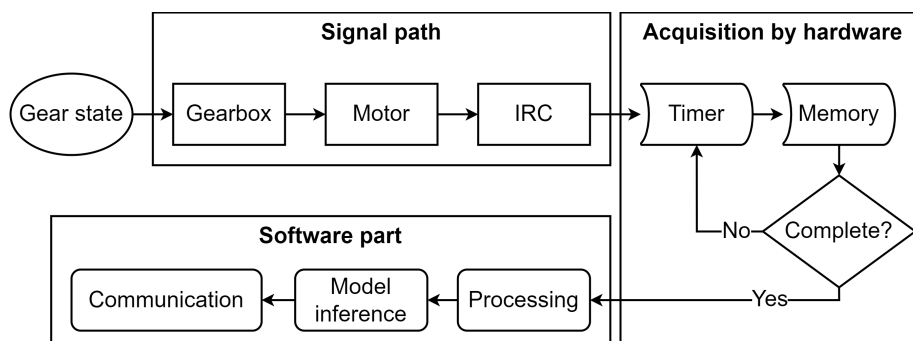 Signal path
Acquisition by hardware
Gear state
Gearbox
Motor
IRC
Timer
Memory
Complete?
No
Yes
Software part
Communication
Model
inference
Processing